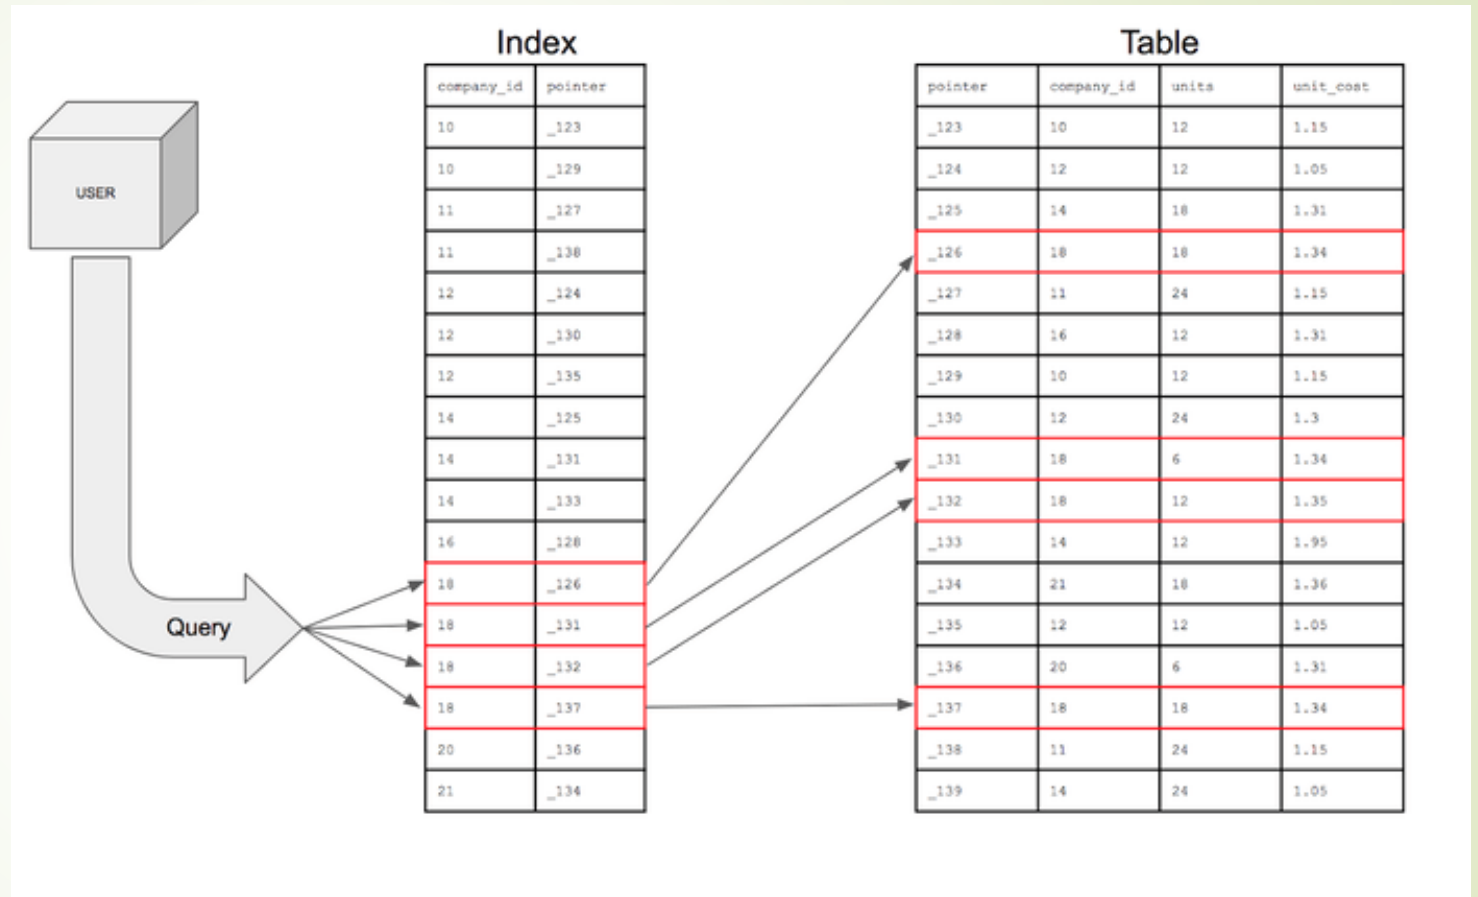 Index
company_id pointer
10 _123
10 _129
11 _127
11 _138
12 _124
12 _130
12 _135
14 _125
14 _131
14 _133
16 _128
18 _126
18 _131
18 _132
18 _137
20 _136
21 _134
USER
Query
Table
pointer company_id units unit_cost
_123 10 12 1.15
_124 12 12 1.05
_125 14 18 1.31
_126 18 18 1.34
_127 11 24 1.15
_128 16 12 1.31
_129 10 12 1.15
_130 12 24 1.3
_131 18 6 1.34
_132 18 12 1.35
_133 14 12 1.95
_134 21 18 1.36
_135 12 12 1.05
_136 20 6 1.31
_137 18 18 1.34
_138 11 24 1.15
_139 14 24 1.05